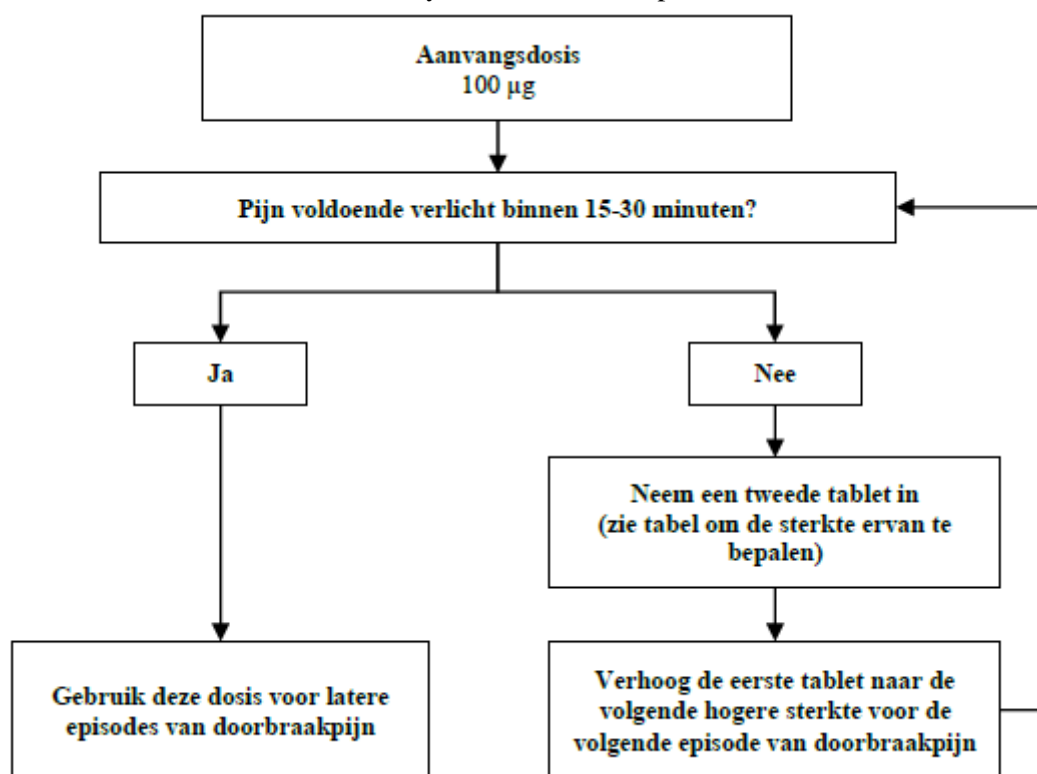 Aanvangsdosis
100 µg
Pijn voldoende verlicht binnen 15-30 minuten?
Ja
Nee
Neem een tweede tablet in
(zie tabel om de sterkte ervan te
bepalen)
Gebruik deze dosis voor latere
episodes van doorbraakpijn
Verhoog de eerste tablet naar de
volgende hogere sterkte voor de
volgende episode van doorbraakpijn